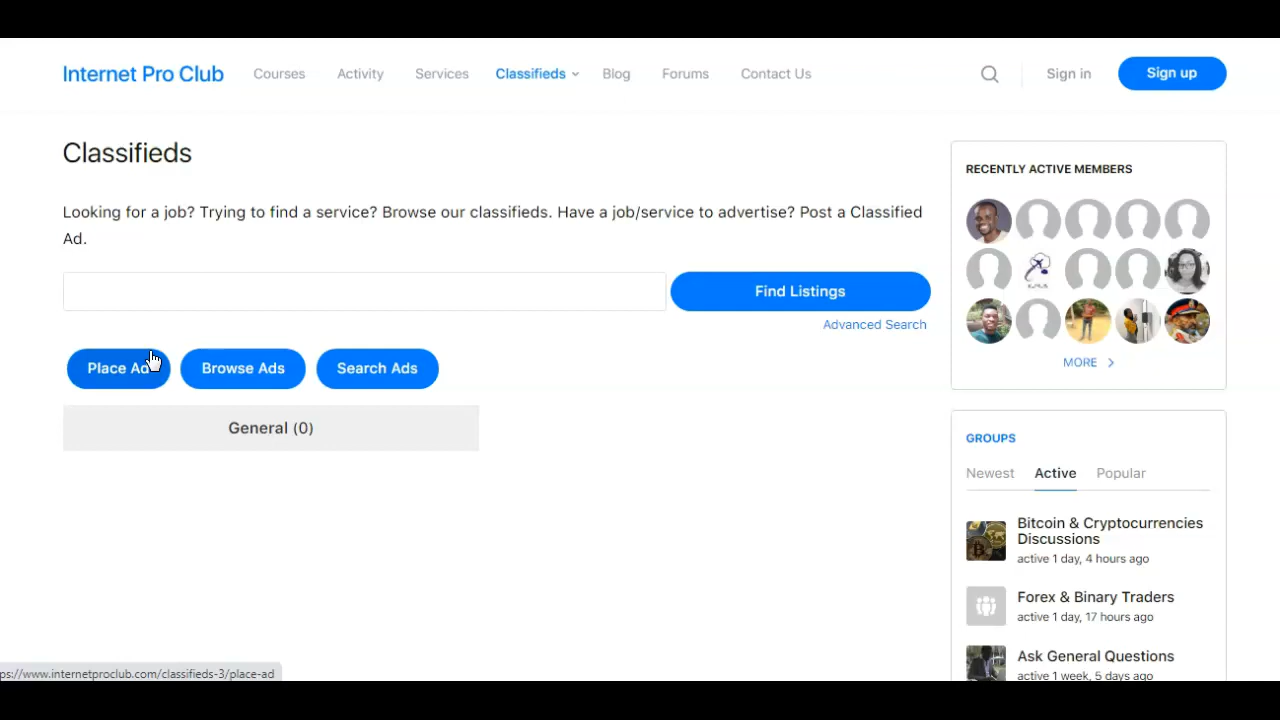 Internet Pro Club
Courses
Activity
Services
Classifieds
Blog
Forums
Contact Us
Sign in
Sign up
Classifieds
Looking for a job? Trying to find a service? Browse our classifieds. Have a job/service to advertise? Post a Classified
Ad.
Find Listings
Advanced Search
Place Ad
Browse Ads
Search Ads
General (0)
RECENTLY ACTIVE MEMBERS
MORE
GROUPS
Newest
Active
Popular
Bitcoin & Cryptocurrencies
Discussions
active 1 day, 4 hours ago
Forex & Binary Traders
active 1 day, 17 hours ago
Ask General Questions
active 1 week, 5 days ago
ps://www.internetproclub.com/classifieds-3/place-ad